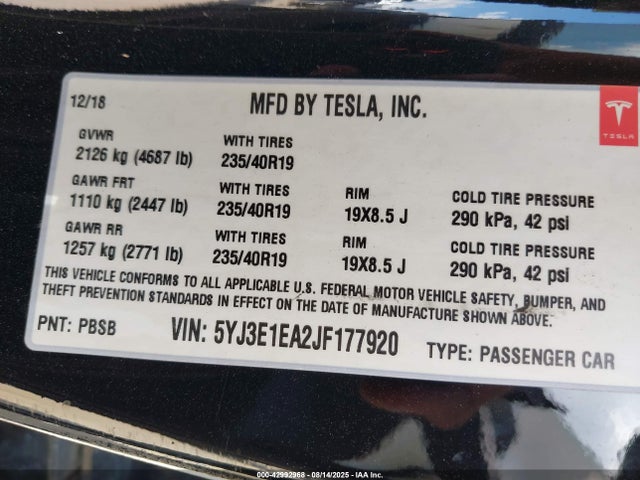 12/18
MFD BY TESLA, INC.
TESLA
GVWR
2126 kg (4687 lb)
WITH TIRES
235/40R19
GAWR FRT
1110 kg (2447 lb)
WITH TIRES
235/40R19
RIM
19X8.5 J
COLD TIRE PRESSURE
290 kPa, 42 psi
GAWR RR
1257 kg (2771 lb)
WITH TIRES
235/40R19
RIM
19X8.5 J
COLD TIRE PRESSURE
290 kPa, 42 psi
THIS VEHICLE CONFORMS TO ALL APPLICABLE U.S. FEDERAL MOTOR VEHICLE SAFETY, BUMPER, AND
THEFT PREVENTION STANDARDS IN EFFECT ON THE DATE OF MANUFACTURE SHOWN ABOVE.
PNT: PBSB
VIN: 5YJ3E1EA2JF177920
TYPE: PASSENGER CAR
000-42992968 - 08/14/2025 - IAA Inc.